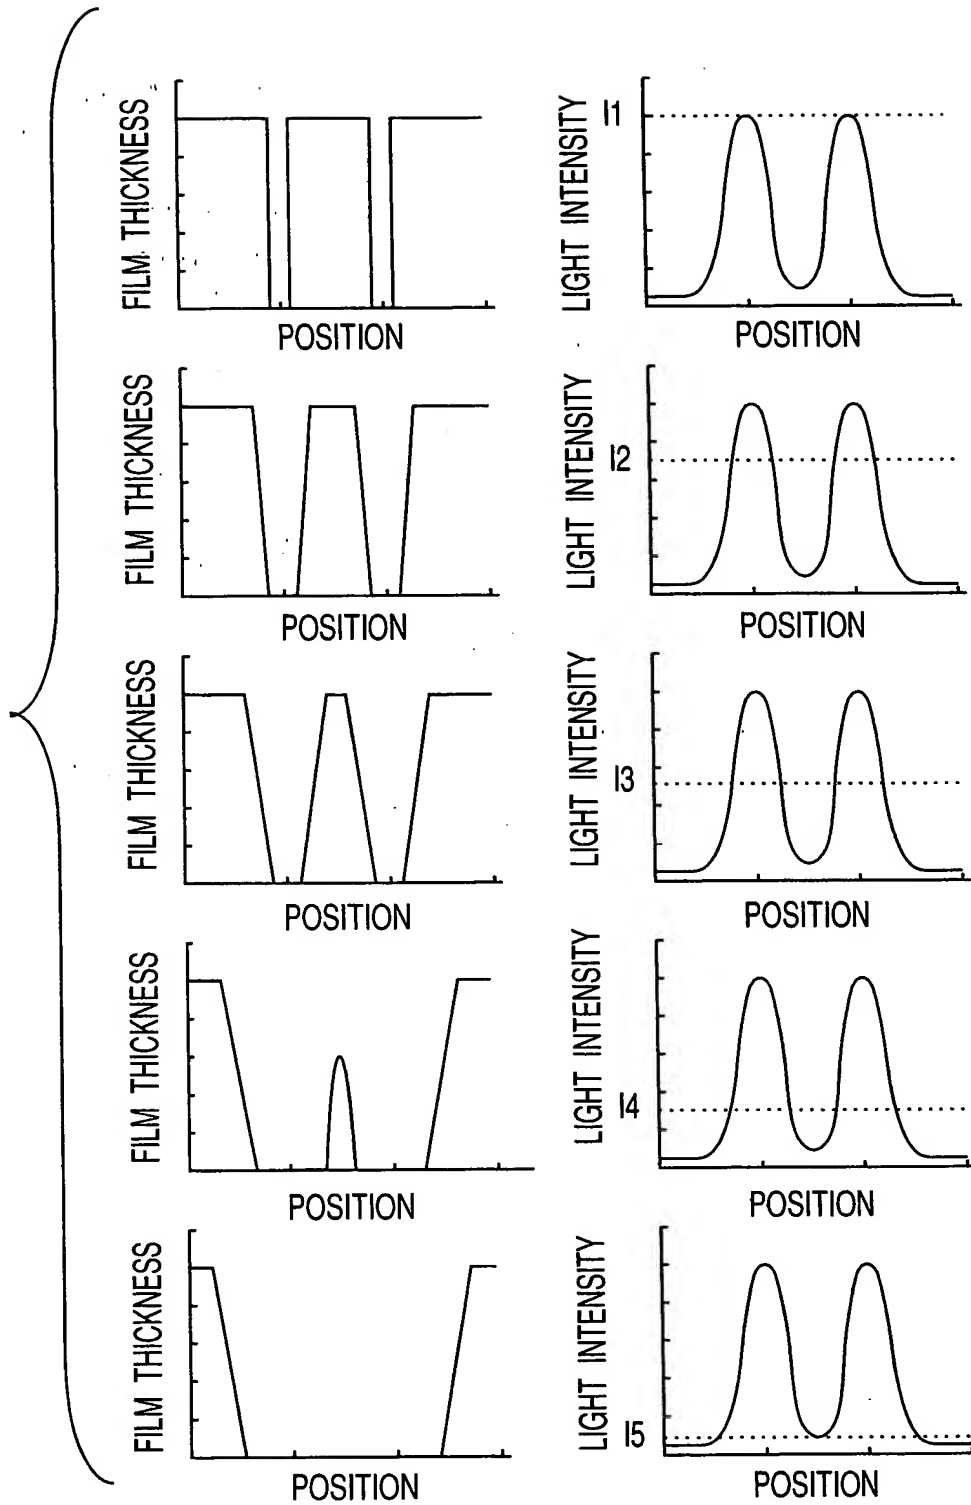 FILM THICKNESS
POSITION
LIGHT INTENSITY
I1
POSITION
FILM THICKNESS
POSITION
LIGHT INTENSITY
I2
POSITION
FILM THICKNESS
POSITION
LIGHT INTENSITY
I3
POSITION
FILM THICKNESS
POSITION
LIGHT INTENSITY
I4
POSITION
FILM THICKNESS
POSITION
LIGHT INTENSITY
I5
POSITION